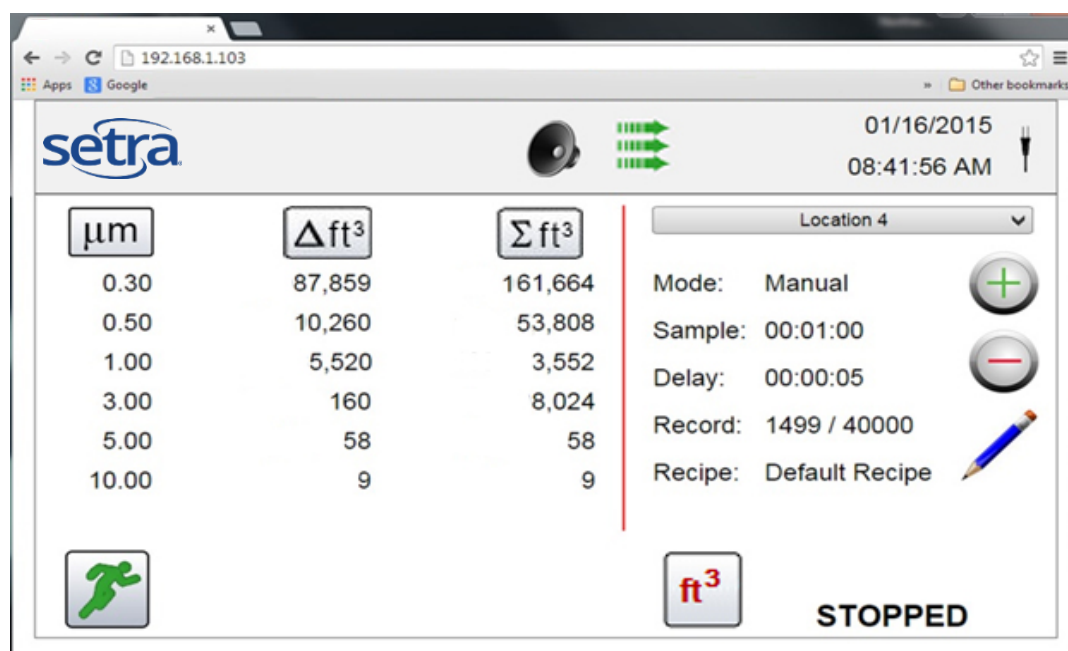 192.168.1.103
Apps Google » Other bookmarks
setra
01/16/2015
08:41:56 AM
µm Δft³ Σft³
Location 4
0.30 87,859 161,664
0.50 10,260 53,808
1.00 5,520 3,552
3.00 160 8,024
5.00 58 58
10.00 9 9
Mode: Manual
Sample: 00:01:00
Delay: 00:00:05
Record: 1499 / 40000
Recipe: Default Recipe
ft³
STOPPED